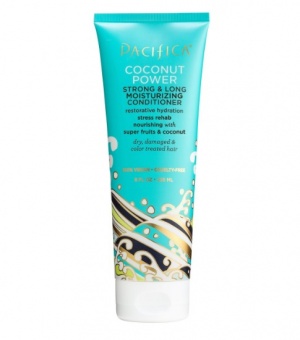 PACIFICA
COCONUT
POWER
STRONG & LONG
MOISTURIZING
CONDITIONER
restorative hydration
stress rehab
nourishing with
super fruits & coconut
dry, damaged &
color treated hair